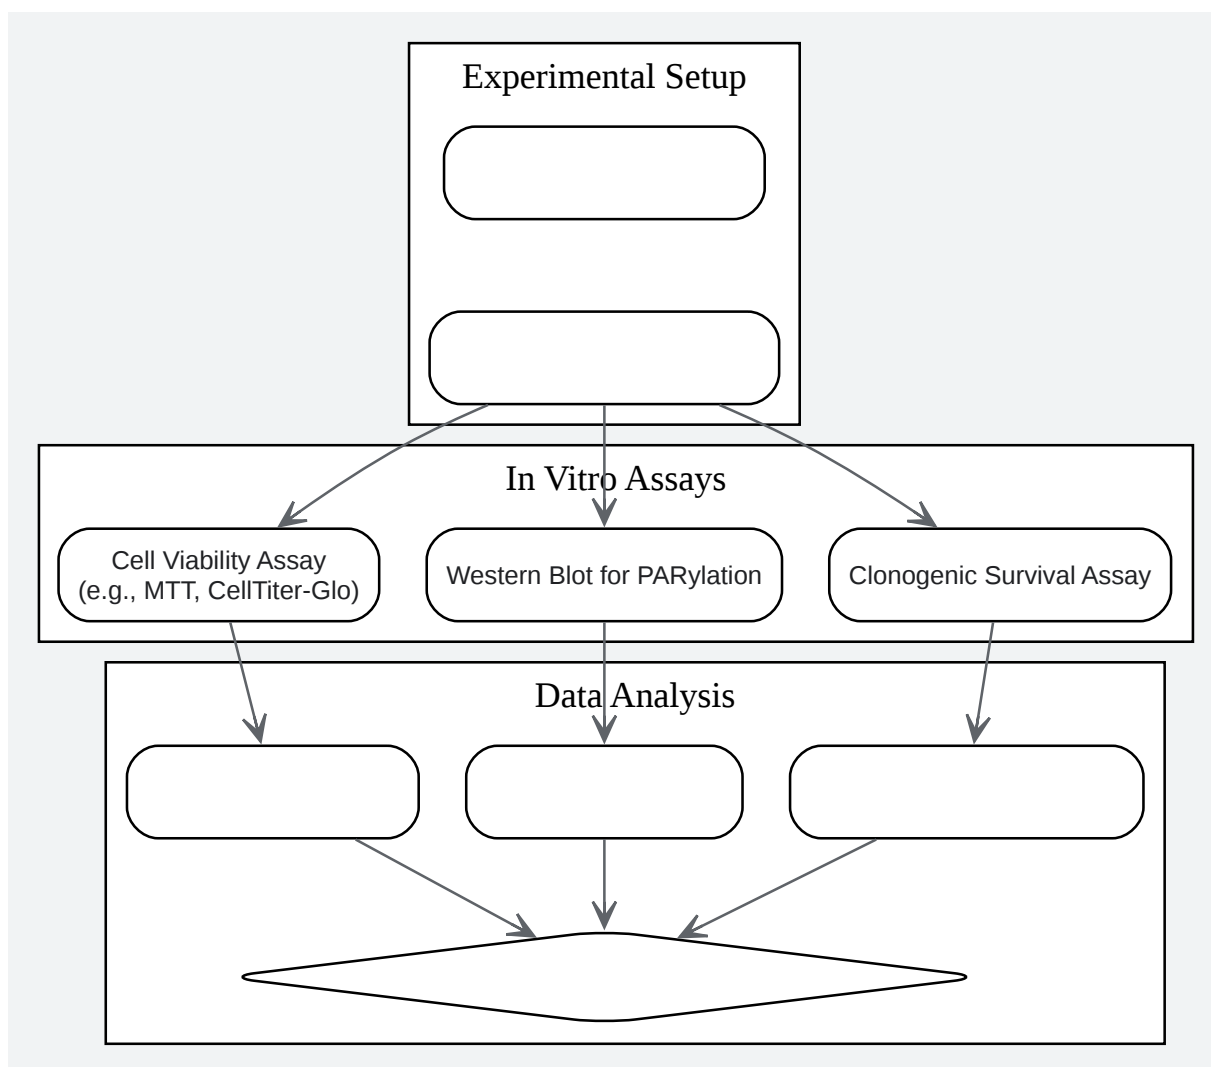 Experimental Setup
In Vitro Assays
Cell Viability Assay
(e.g., MTT, CellTiter-Glo)
Western Blot for PARylation
Clonogenic Survival Assay
Data Analysis